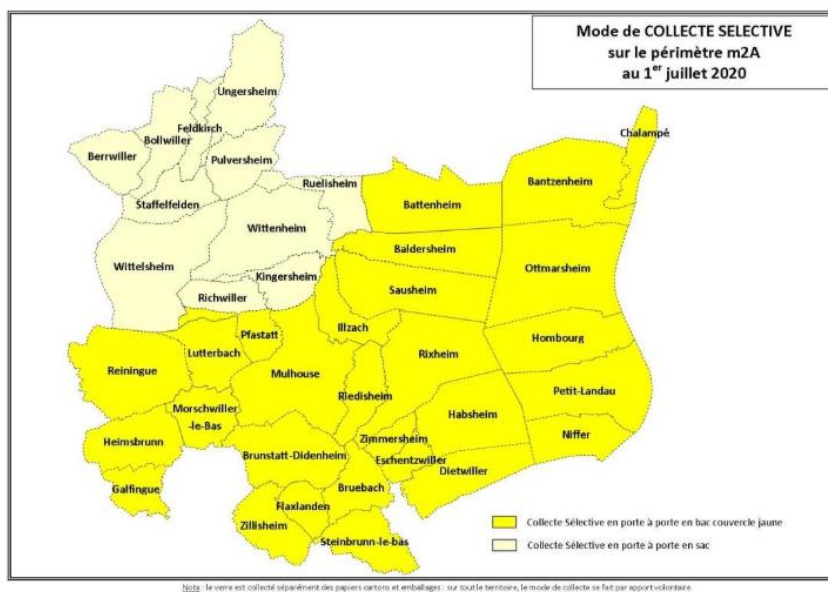 Mode de COLLECTE SELECTIVE
sur le périmètre m2A
au 1er juillet 2020
Ungersheim
Feldkirch
Bollwiller
Berrwiller
Pulversheim
Chalampé
Ruelisheim
Bantzenheim
Staffelfelden
Battenheim
Wittenheim
Baldersheim
Wittelsheim
Kingersheim
Ottmarsheim
Sausheim
Richwiller
Illzach
Pfastatt
Hombourg
Lutterbach
Rixheim
Reiningue
Mulhouse
Petit-Landau
Riedisheim
Morschwiller
-le-Bas
Habsheim
Heimsbrunn
Zimmersheim
Niffer
Brunstatt-Didenheim
Eschentzwiller
Dietwiller
Galfingue
Bruebach
Flaxlanden
Zillisheim
Steinbrunn-le-bas
Collecte Sélective en porte à porte en bac couvercle jaune
Collecte Sélective en porte à porte en sac
Nota : le verre est collecté séparément des papiers cartons et emballages : sur tout le territoire, le mode de collecte se fait par apport volontaire.